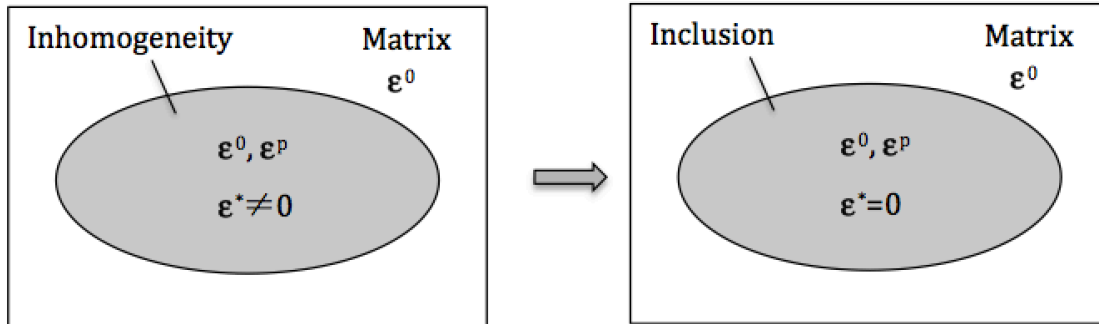 Inhomogeneity
Matrix
ε⁰
ε⁰, εᵖ
ε*≠0
Inclusion
Matrix
ε⁰
ε⁰, εᵖ
ε*=0